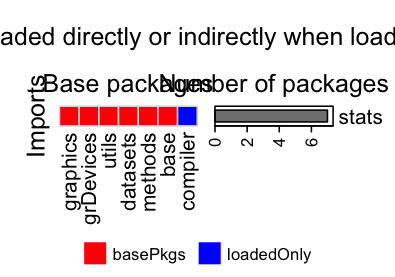 aded directly or indirectly when load
Base packages
Number of packages
Imports
stats
0
2
4
6
graphics
grDevices
utils
datasets
methods
base
compiler
basePkgs
loadedOnly